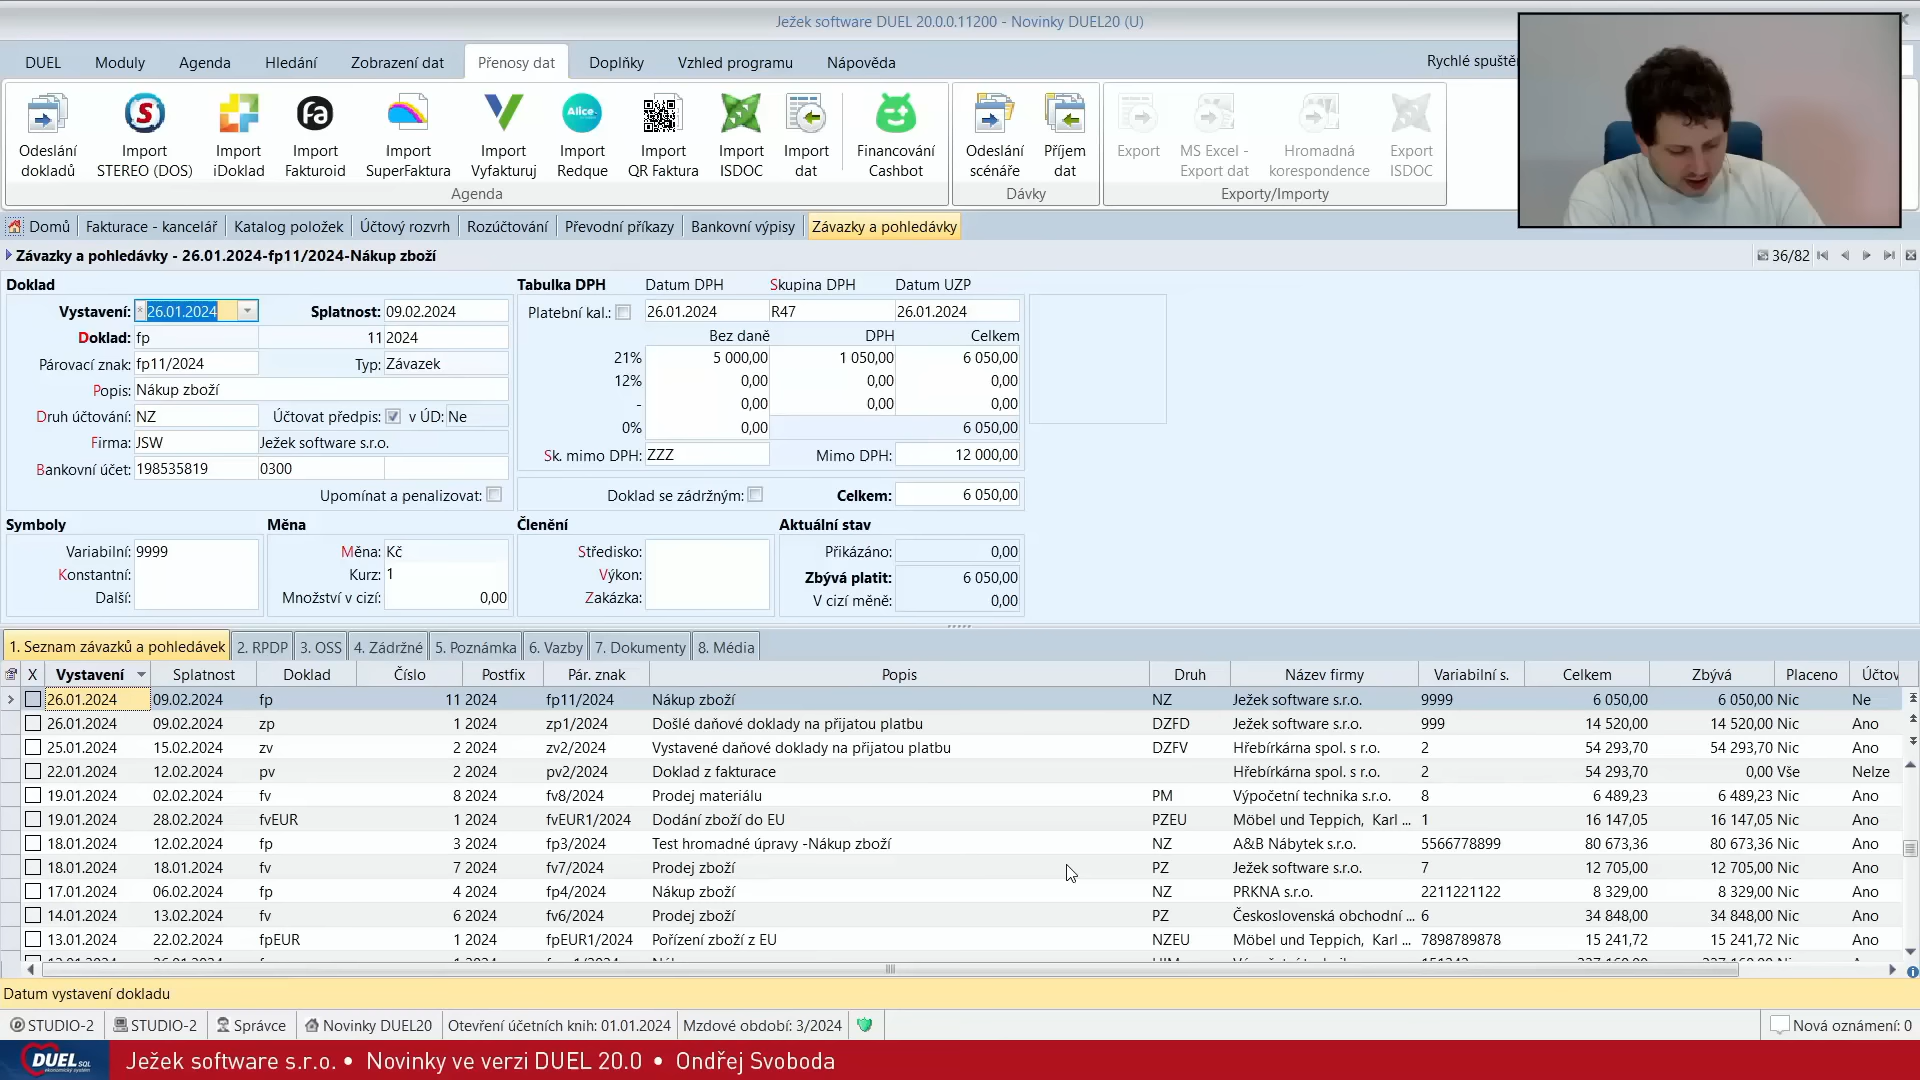 Ježek software DUEL 20.0.0.11200 - Novinky DUEL20 (U)
DUEL Moduly Agenda Hledání Zobrazení dat Přenosy dat Doplňky Vzhled programu Nápověda Rychlé spuštění
Odeslání dokladů
Import STEREO (DOS)
Import iDoklad
Import Fakturoid
Import SuperFaktura
Import Vyfakturuj
Import Redque
Import QR Faktura
Import ISDOC
Import dat
Financování Cashbot
Odeslání scénáře
Příjem dat
Export
MS Excel - Export dat
Hromadná korespondence
Export ISDOC
Agenda Dávky Exporty/Importy
Domů Fakturace - kancelář Katalog položek Účtový rozvrh Rozúčtování Převodní příkazy Bankovní výpisy Závazky a pohledávky
Závazky a pohledávky - 26.01.2024-fp11/2024-Nákup zboží 36/82
Doklad
Vystavení: * 26.01.2024 Splatnost: 09.02.2024
Doklad: fp 11 2024
Párovací znak: fp11/2024 Typ: Závazek
Popis: Nákup zboží
Druh účtování: NZ Účtovat předpis: v ÚD: Ne
Firma: JSW Ježek software s.r.o.
Bankovní účet: 198535819 0300
Upomínat a penalizovat:
Tabulka DPH Datum DPH Skupina DPH Datum UZP
Platební kal.: 26.01.2024 R47 26.01.2024
Bez daně DPH Celkem
21% 5 000,00 1 050,00 6 050,00
12% 0,00 0,00 0,00
- 0,00 0,00 0,00
0% 0,00 6 050,00
Sk. mimo DPH: ZZZ Mimo DPH: 12 000,00
Doklad se zádržným: Celkem: 6 050,00
Symboly
Variabilní: 9999
Konstantní:
Další:
Měna
Měna: Kč
Kurz: 1
Množství v cizí: 0,00
Členění
Středisko:
Výkon:
Zakázka:
Aktuální stav
Přikázáno: 0,00
Zbývá platit: 6 050,00
V cizí měně: 0,00
1. Seznam závazků a pohledávek 2. RPDP 3. OSS 4. Zádržné 5. Poznámka 6. Vazby 7. Dokumenty 8. Média
X Vystavení Splatnost Doklad Číslo Postfix Pár. znak Popis Druh Název firmy Variabilní s. Celkem Zbývá Placeno Účtov
26.01.2024 09.02.2024 fp 11 2024 fp11/2024 Nákup zboží NZ Ježek software s.r.o. 9999 6 050,00 6 050,00 Nic Ne
26.01.2024 09.02.2024 zp 1 2024 zp1/2024 Došlé daňové doklady na přijatou platbu DZFD Ježek software s.r.o. 999 14 520,00 14 520,00 Nic Ano
25.01.2024 15.02.2024 zv 2 2024 zv2/2024 Vystavené daňové doklady na přijatou platbu DZFV Hřebírkárna spol. s r.o. 2 54 293,70 54 293,70 Nic Ano
22.01.2024 12.02.2024 pv 2 2024 pv2/2024 Doklad z fakturace Hřebírkárna spol. s r.o. 2 54 293,70 0,00 Vše Nelze
19.01.2024 02.02.2024 fv 8 2024 fv8/2024 Prodej materiálu PM Výpočetní technika s.r.o. 8 6 489,23 6 489,23 Nic Ano
19.01.2024 28.02.2024 fvEUR 1 2024 fvEUR1/2024 Dodání zboží do EU PZEU Möbel und Teppich, Karl ... 1 16 147,05 16 147,05 Nic Ano
18.01.2024 12.02.2024 fp 3 2024 fp3/2024 Test hromadné úpravy -Nákup zboží NZ A&B Nábytek s.r.o. 5566778899 80 673,36 80 673,36 Nic Ano
18.01.2024 18.01.2024 fv 7 2024 fv7/2024 Prodej zboží PZ Ježek software s.r.o. 7 12 705,00 12 705,00 Nic Ano
17.01.2024 06.02.2024 fp 4 2024 fp4/2024 Nákup zboží NZ PRKNA s.r.o. 2211221122 8 329,00 8 329,00 Nic Ano
14.01.2024 13.02.2024 fv 6 2024 fv6/2024 Prodej zboží PZ Československá obchodní ... 6 34 848,00 34 848,00 Nic Ano
13.01.2024 22.02.2024 fpEUR 1 2024 fpEUR1/2024 Pořízení zboží z EU NZEU Möbel und Teppich, Karl ... 7898789878 15 241,72 15 241,72 Nic Ano
Datum vystavení dokladu
STUDIO-2 STUDIO-2 Správce Novinky DUEL20 Otevření účetních knih: 01.01.2024 Mzdové období: 3/2024 Nová oznámení: 0
DUEL SQL Ježek software s.r.o. • Novinky ve verzi DUEL 20.0 • Ondřej Svoboda